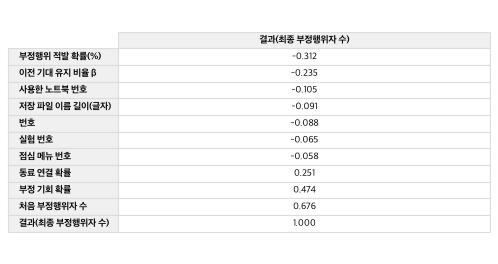 결과(최종 부정행위자 수)
부정행위 적발 확률(%) -0.312
이전 기대 유지 비율 β -0.235
사용한 노트북 번호 -0.105
저장 파일 이름 길이(글자) -0.091
번호 -0.088
실험 번호 -0.065
점심 메뉴 번호 -0.058
동료 연결 확률 0.251
부정 기회 확률 0.474
처음 부정행위자 수 0.676
결과(최종 부정행위자 수) 1.000